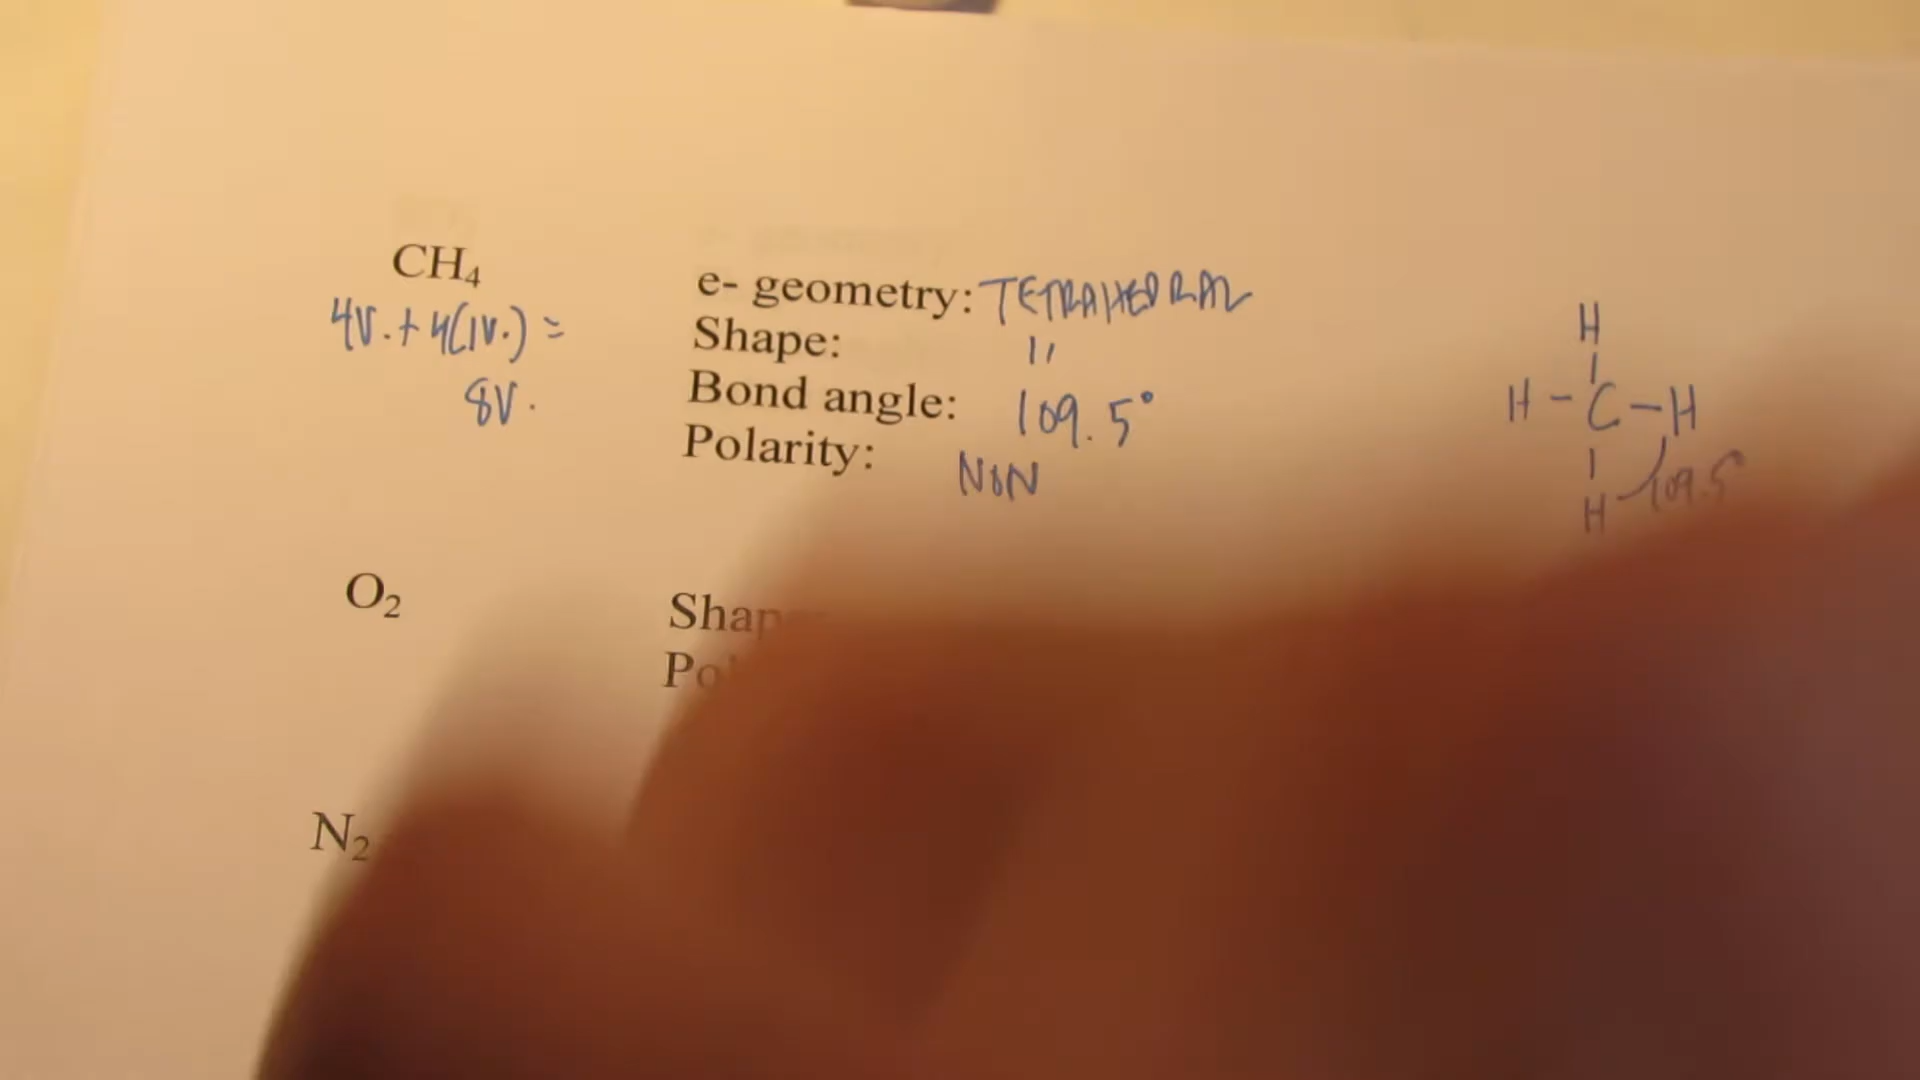 CH₄
4V. + 4(1V.) =
8V.
e- geometry: TETRAHEDRAL
Shape: 11
Bond angle: 109.5°
Polarity: NON
H
H - C - H
H 109.5°
O₂
Shap
Po
N₂